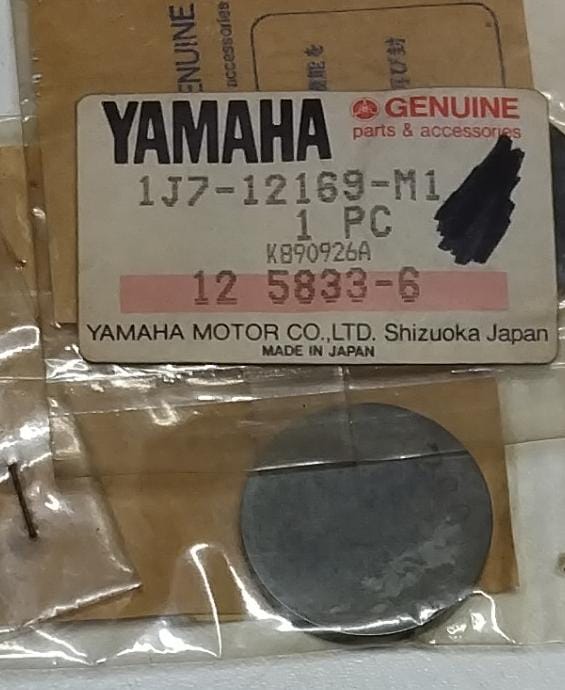 GENUINE
accessories
YAMAHA
GENUINE
parts & accessories
1J7-12169-M1
1 PC
K890926A
12 5833-6
YAMAHA MOTOR CO.,LTD. Shizuoka Japan
MADE IN JAPAN